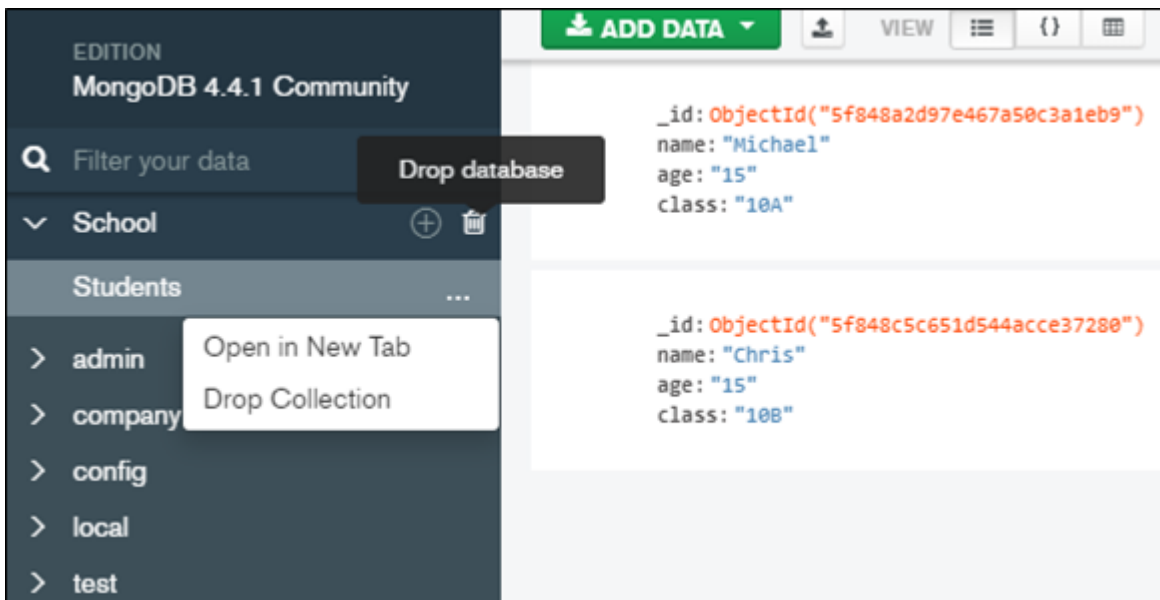 EDITION
MongoDB 4.4.1 Community
Filter your data
Drop database
School
Students
...
Open in New Tab
Drop Collection
admin
company
config
local
test
ADD DATA
VIEW
{}
_id: ObjectId("5f848a2d97e467a50c3a1eb9")
name: "Michael"
age: "15"
class: "10A"
_id: ObjectId("5f848c5c651d544acce37280")
name: "Chris"
age: "15"
class: "10B"